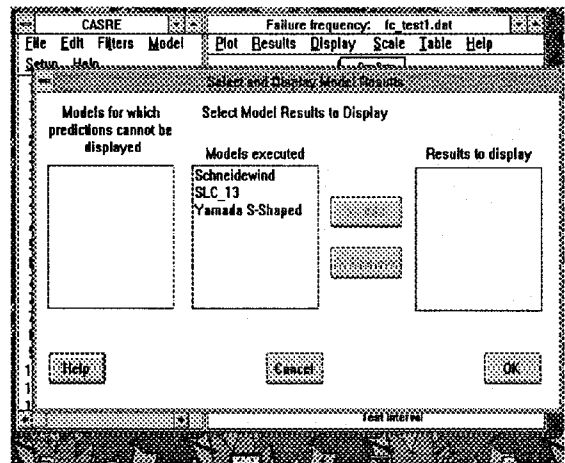 CASRE
Failure frequency: fc_test1.dat
File Edit Filters Model Plot Results Display Scale Table Help
Setup Help
Select and Display Model Results
Models for which predictions cannot be displayed
Select Model Results to Display
Models executed
Results to display
Schneidewind
SLC_13
Yamada S-Shaped
Help
Cancel
OK
Test interval